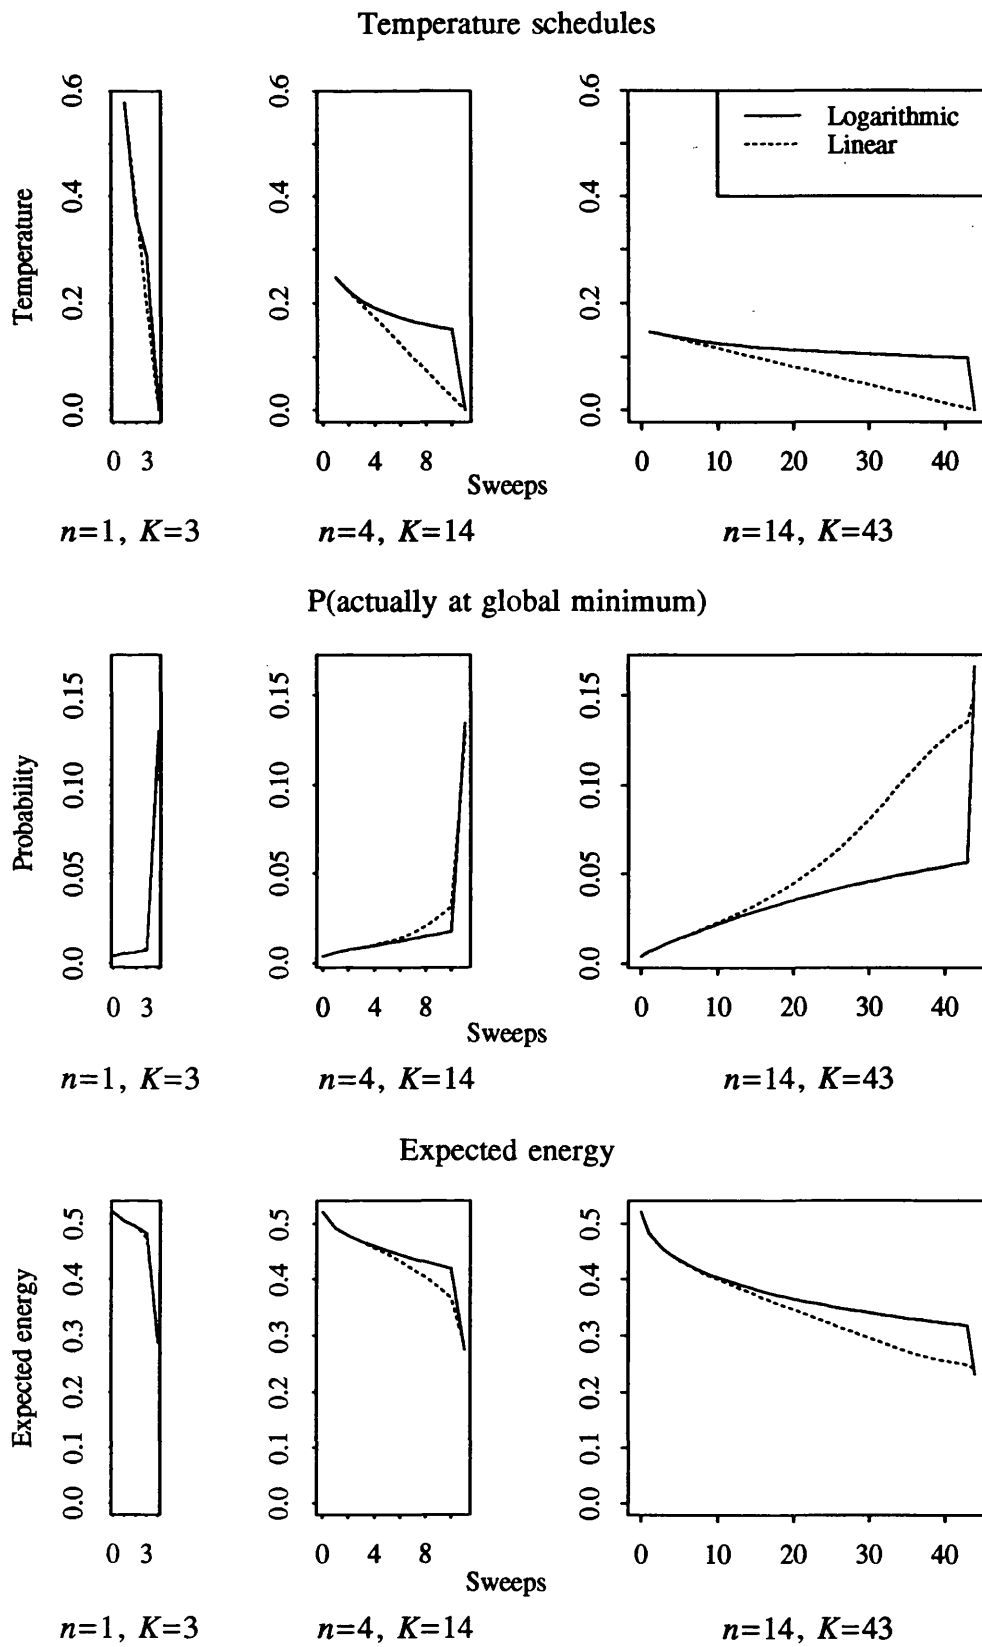 Temperature schedules
Temperature
0.0 0.2 0.4 0.6
0.0 0.2 0.4 0.6
0.0 0.2 0.4 0.6
Logarithmic
Linear
0 3
0 4 8
0 10 20 30 40
Sweeps
n=1, K=3
n=4, K=14
n=14, K=43
P(actually at global minimum)
Probability
0.0 0.05 0.10 0.15
0.0 0.05 0.10 0.15
0.0 0.05 0.10 0.15
0 3
0 4 8
0 10 20 30 40
Sweeps
n=1, K=3
n=4, K=14
n=14, K=43
Expected energy
Expected energy
0.0 0.1 0.2 0.3 0.4 0.5
0.0 0.1 0.2 0.3 0.4 0.5
0.0 0.1 0.2 0.3 0.4 0.5
0 3
0 4 8
0 10 20 30 40
Sweeps
n=1, K=3
n=4, K=14
n=14, K=43